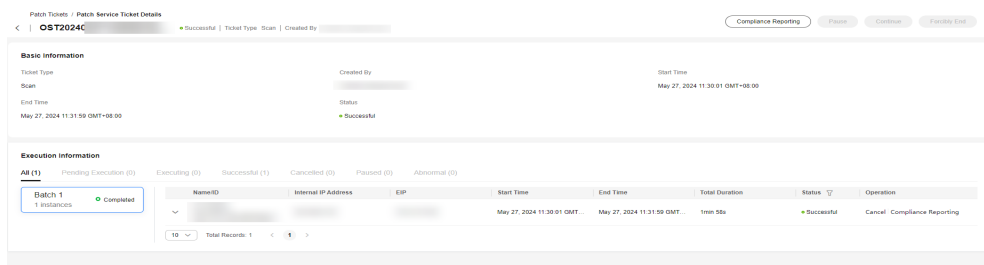 Patch Tickets / Patch Service Ticket Details
< | OST20240 Successful | Ticket Type Scan | Created By
Compliance Reporting Pause Continue Forcibly End
Basic Information
Ticket Type Created By Start Time
Scan May 27, 2024 11:30:01 GMT+08:00
End Time Status
May 27, 2024 11:31:59 GMT+08:00 Successful
Execution Information
All (1) Pending Execution (0) Executing (0) Successful (1) Cancelled (0) Paused (0) Abnormal (0)
Batch 1
1 instances
Completed
Name/ID Internal IP Address EIP Start Time End Time Total Duration Status Operation
May 27, 2024 11:30:01 GMT... May 27, 2024 11:31:59 GMT... 1min 58s Successful Cancel Compliance Reporting
10 Total Records: 1 < 1 >